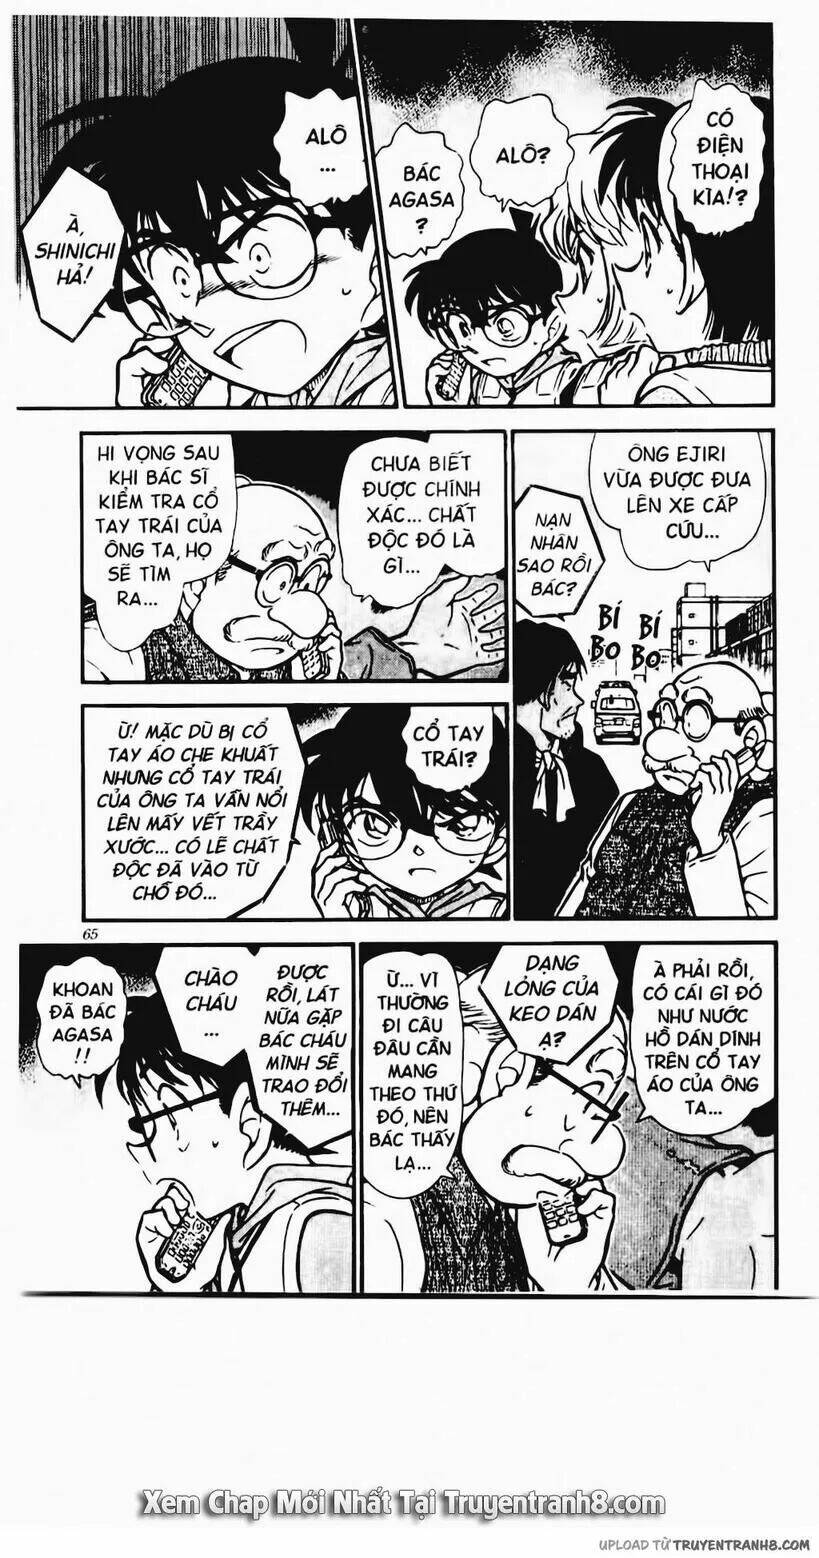 CÓ
ĐIỆN
THOẠI
KÌA!?
ALÔ?
BÁC
AGASA
?
ALÔ
...
À,
SHINICHI
HẢ!
ÔNG EJIRI
VỪA ĐƯỢC ĐƯA
LÊN XE CẤP
CỨU...
NẠN
NHÂN
SAO RỒI
BÁC?
BÍ
BO
BÍ
BO
CHƯA BIẾT
ĐƯỢC CHÍNH
XÁC... CHẤT
ĐỘC ĐÓ LÀ
GÌ...
HI VỌNG SAU
KHI BÁC SĨ
KIỂM TRA CỔ
TAY TRÁI CỦA
ÔNG TA, HỌ
SẼ TÌM
RA...
CỔ TAY
TRÁI?
Ừ! MẶC DÙ BỊ CỔ
TAY ÁO CHE KHUẤT
NHƯNG CỔ TAY TRÁI
CỦA ÔNG TA VẪN NỔI
LÊN MẤY VẾT TRẦY
XƯỚC... CÓ LẼ CHẤT
ĐỘC ĐÃ VÀO TỪ
CHỖ ĐÓ...
65
À PHẢI RỒI,
CÓ CÁI GÌ ĐÓ
NHƯ NƯỚC
HỒ DÁN DÍNH
TRÊN CỔ TAY
ÁO CỦA ÔNG
TA...
DẠNG
LỎNG CỦA
KEO DÁN
Ạ?
Ừ... VÌ
THƯỜNG
ĐI CÂU
ĐÂU CẦN
MANG
THEO THỨ
ĐÓ, NÊN
BÁC THẤY
LẠ...
ĐƯỢC
RỒI, LÁT
NỮA GẶP
BÁC CHÁU
MÌNH SẼ
TRAO ĐỔI
THÊM...
CHÀO
CHÁU
...
KHOAN
ĐÃ BÁC
AGASA
!!
Xem Chap Mới Nhất Tại Truyentranh8.com
UPLOAD TỪ TRUYENTRANH8.COM